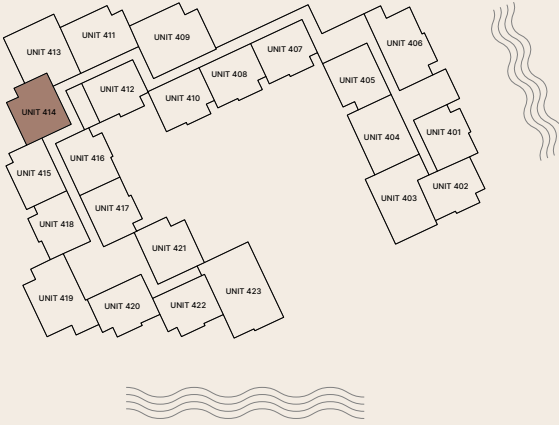 UNIT 411
UNIT 409
UNIT 406
UNIT 413
UNIT 407
UNIT 408
UNIT 405
UNIT 412
UNIT 410
UNIT 414
UNIT 404
UNIT 401
UNIT 416
UNIT 415
UNIT 402
UNIT 403
UNIT 417
UNIT 418
UNIT 421
UNIT 423
UNIT 419
UNIT 420
UNIT 422